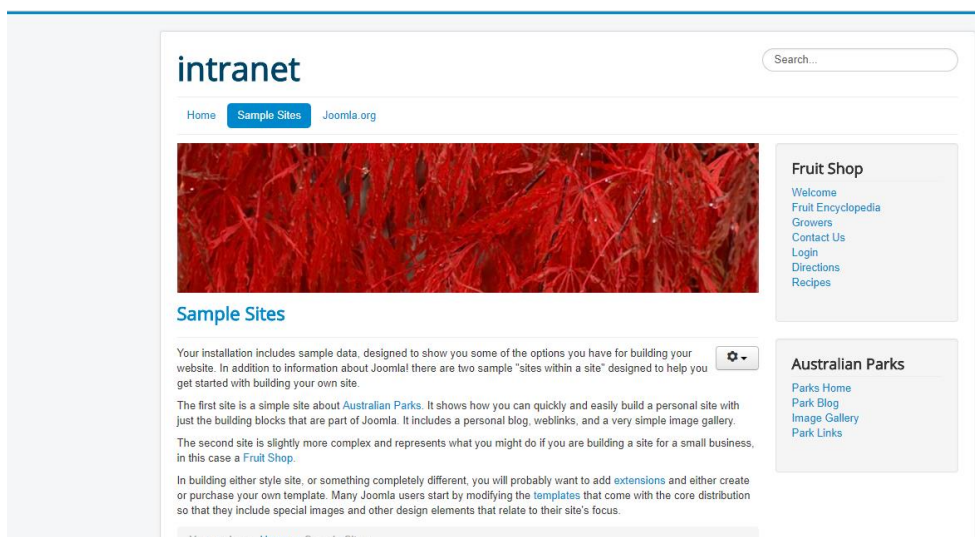 intranet
Search...
Home Sample Sites Joomla.org
Fruit Shop
Welcome
Fruit Encyclopedia
Growers
Contact Us
Login
Directions
Recipes
Sample Sites
Your installation includes sample data, designed to show you some of the options you have for building your
website. In addition to information about Joomla! there are two sample "sites within a site" designed to help you
get started with building your own site.
The first site is a simple site about Australian Parks. It shows how you can quickly and easily build a personal site with
just the building blocks that are part of Joomla. It includes a personal blog, weblinks, and a very simple image gallery.
The second site is slightly more complex and represents what you might do if you are building a site for a small business,
in this case a Fruit Shop.
In building either style site, or something completely different, you will probably want to add extensions and either create
or purchase your own template. Many Joomla users start by modifying the templates that come with the core distribution
so that they include special images and other design elements that relate to their site's focus.
Australian Parks
Parks Home
Park Blog
Image Gallery
Park Links